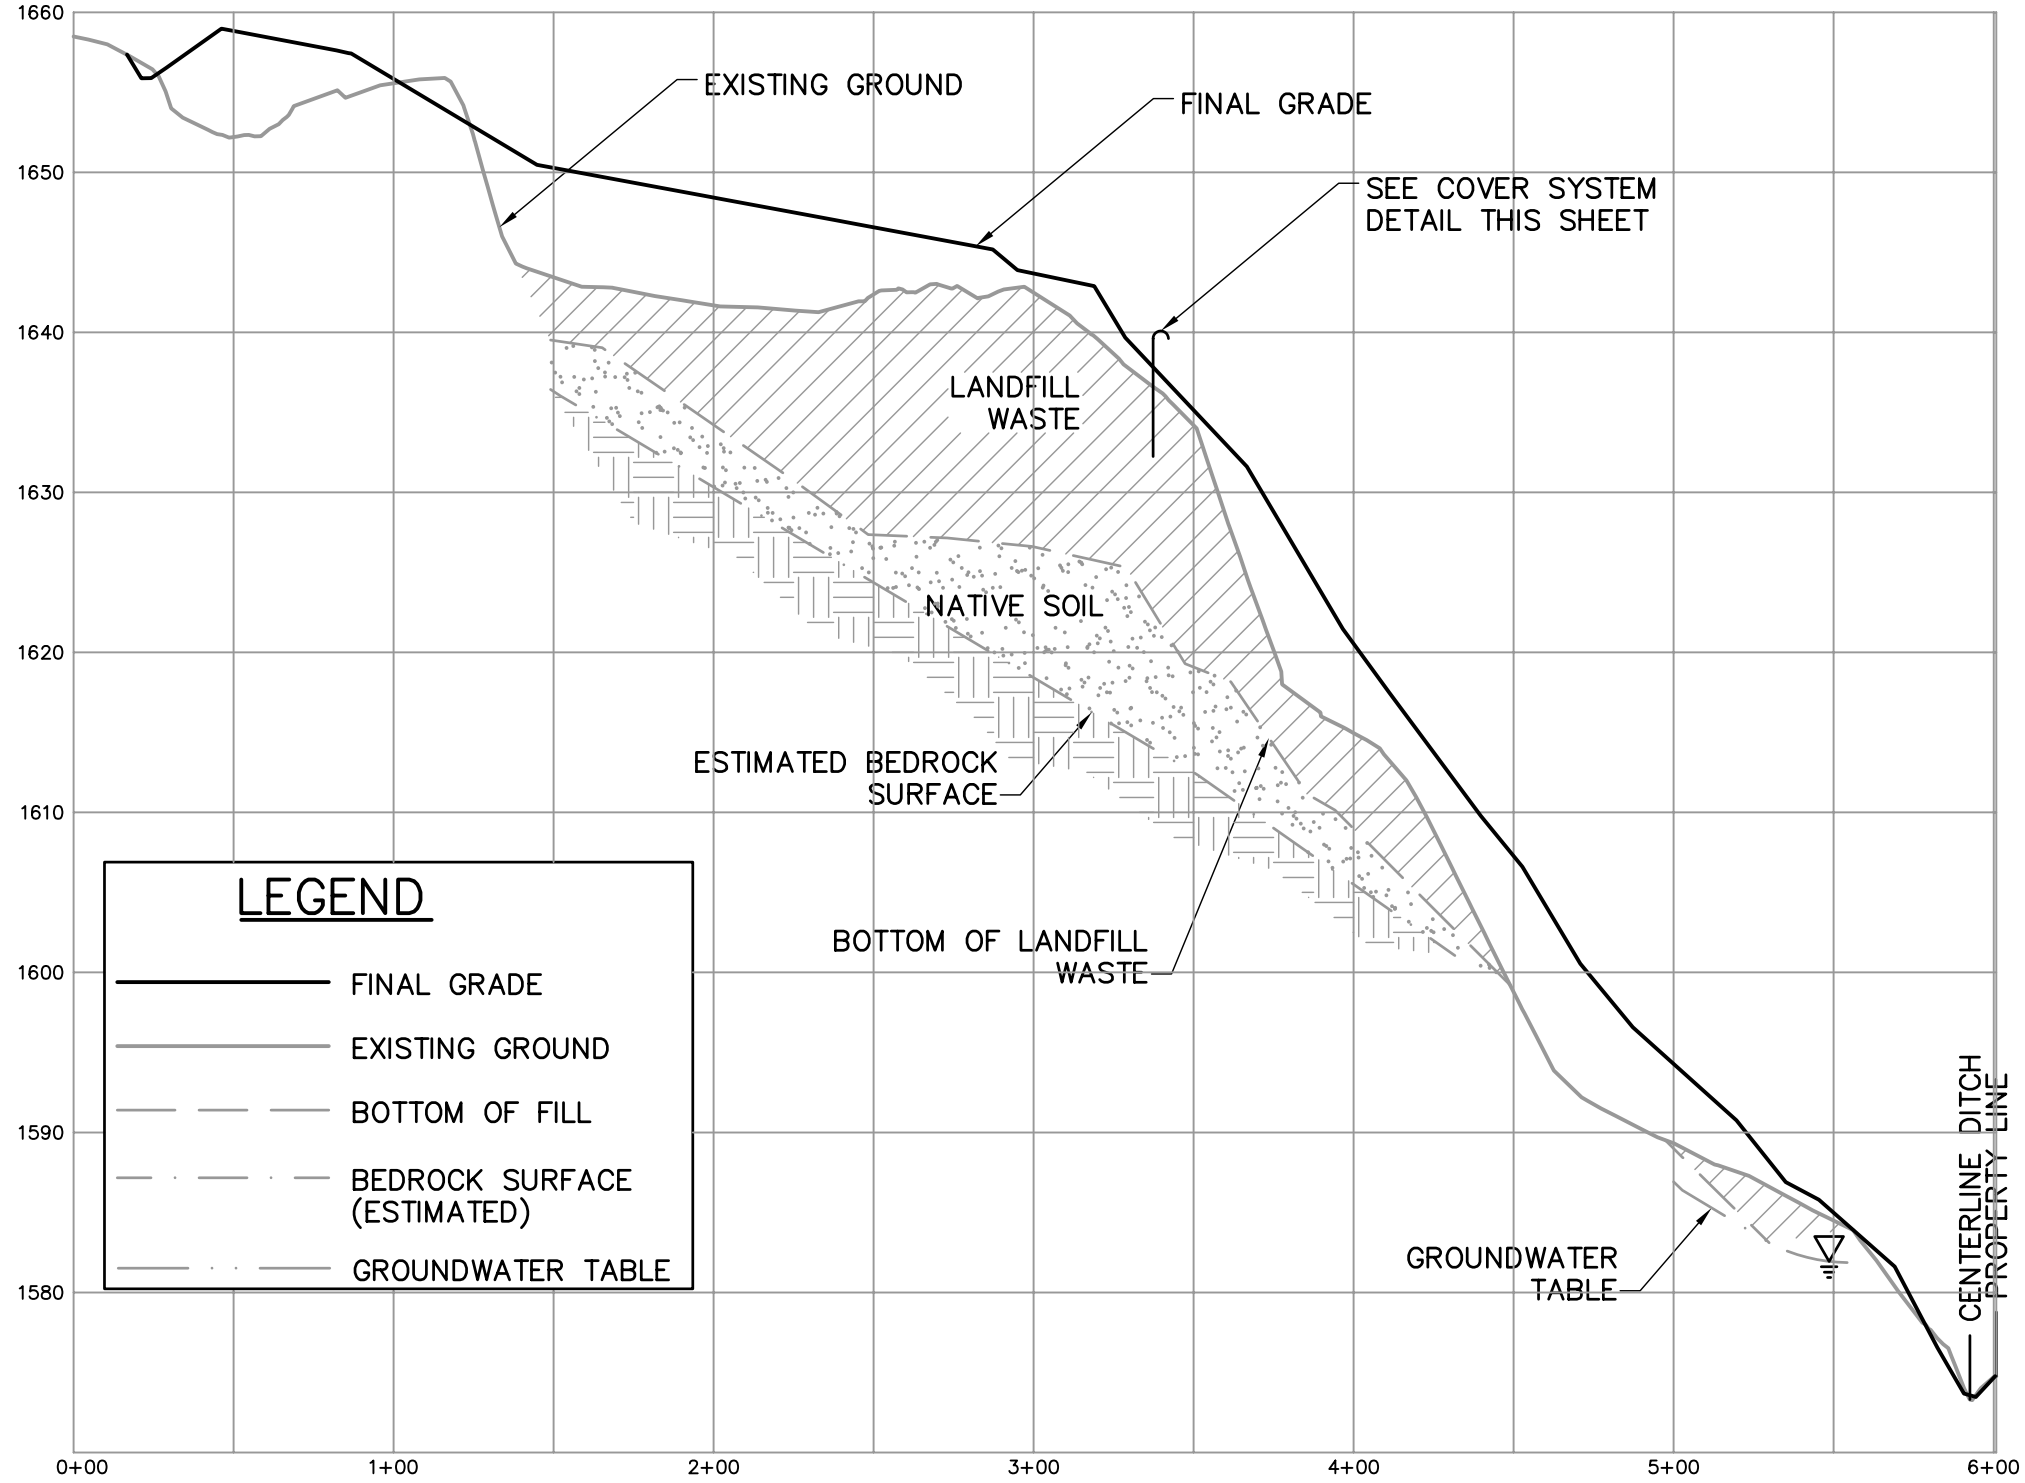 1660
EXISTING GROUND
FINAL GRADE
1650
SEE COVER SYSTEM
DETAIL THIS SHEET
1640
LANDFILL
WASTE
1630
NATIVE SOIL
1620
ESTIMATED BEDROCK
SURFACE
1610
BOTTOM OF LANDFILL
WASTE
1600
LEGEND
FINAL GRADE
EXISTING GROUND
BOTTOM OF FILL
BEDROCK SURFACE
(ESTIMATED)
GROUNDWATER TABLE
1590
1580
GROUNDWATER
TABLE
CENTERLINE DITCH
PROPERTY LINE
0+00
1+00
2+00
3+00
4+00
5+00
6+00